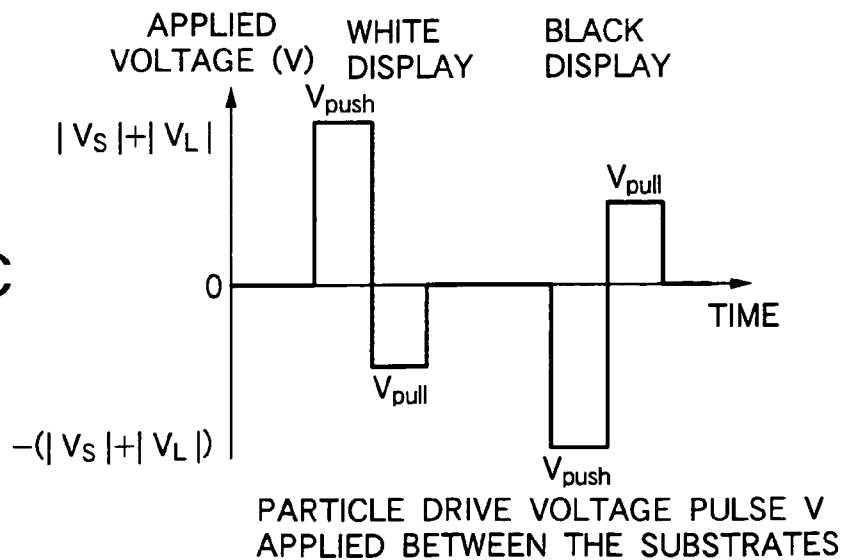 APPLIED
VOLTAGE (V)
WHITE
DISPLAY
BLACK
DISPLAY
Vpush
|VS|+|VL|
Vpull
C
0
TIME
Vpull
-(|VS|+|VL|)
Vpush
PARTICLE DRIVE VOLTAGE PULSE V
APPLIED BETWEEN THE SUBSTRATES